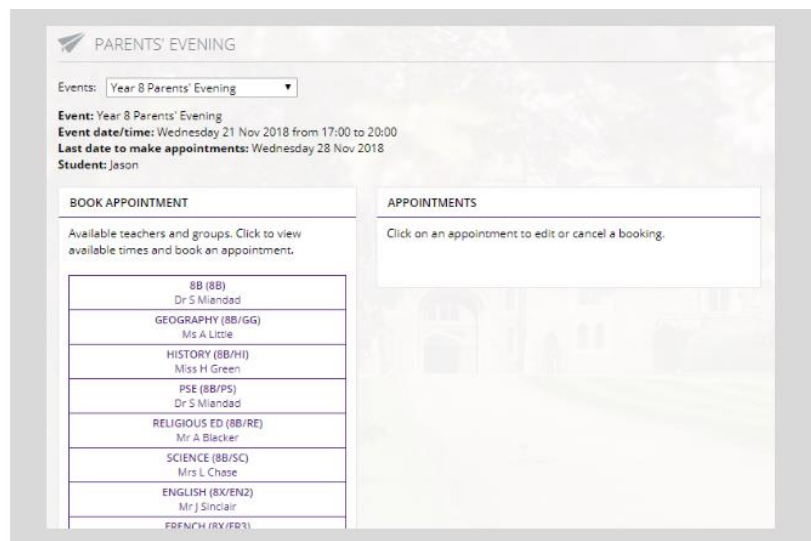 PARENTS' EVENING
Events: Year 8 Parents' Evening
Event: Year 8 Parents' Evening
Event date/time: Wednesday 21 Nov 2018 from 17:00 to 20:00
Last date to make appointments: Wednesday 28 Nov 2018
Student: Jason
BOOK APPOINTMENT
Available teachers and groups. Click to view
available times and book an appointment.
8B (8B)
Dr S Miandad
GEOGRAPHY (8B/GG)
Ms A Little
HISTORY (8B/HI)
Miss H Green
PSE (8B/PS)
Dr S Miandad
RELIGIOUS ED (8B/RE)
Mr A Blacker
SCIENCE (8B/SC)
Mrs L Chase
ENGLISH (8X/EN2)
Mr J Sinclair
FRENCH (8X/FR3)
APPOINTMENTS
Click on an appointment to edit or cancel a booking.